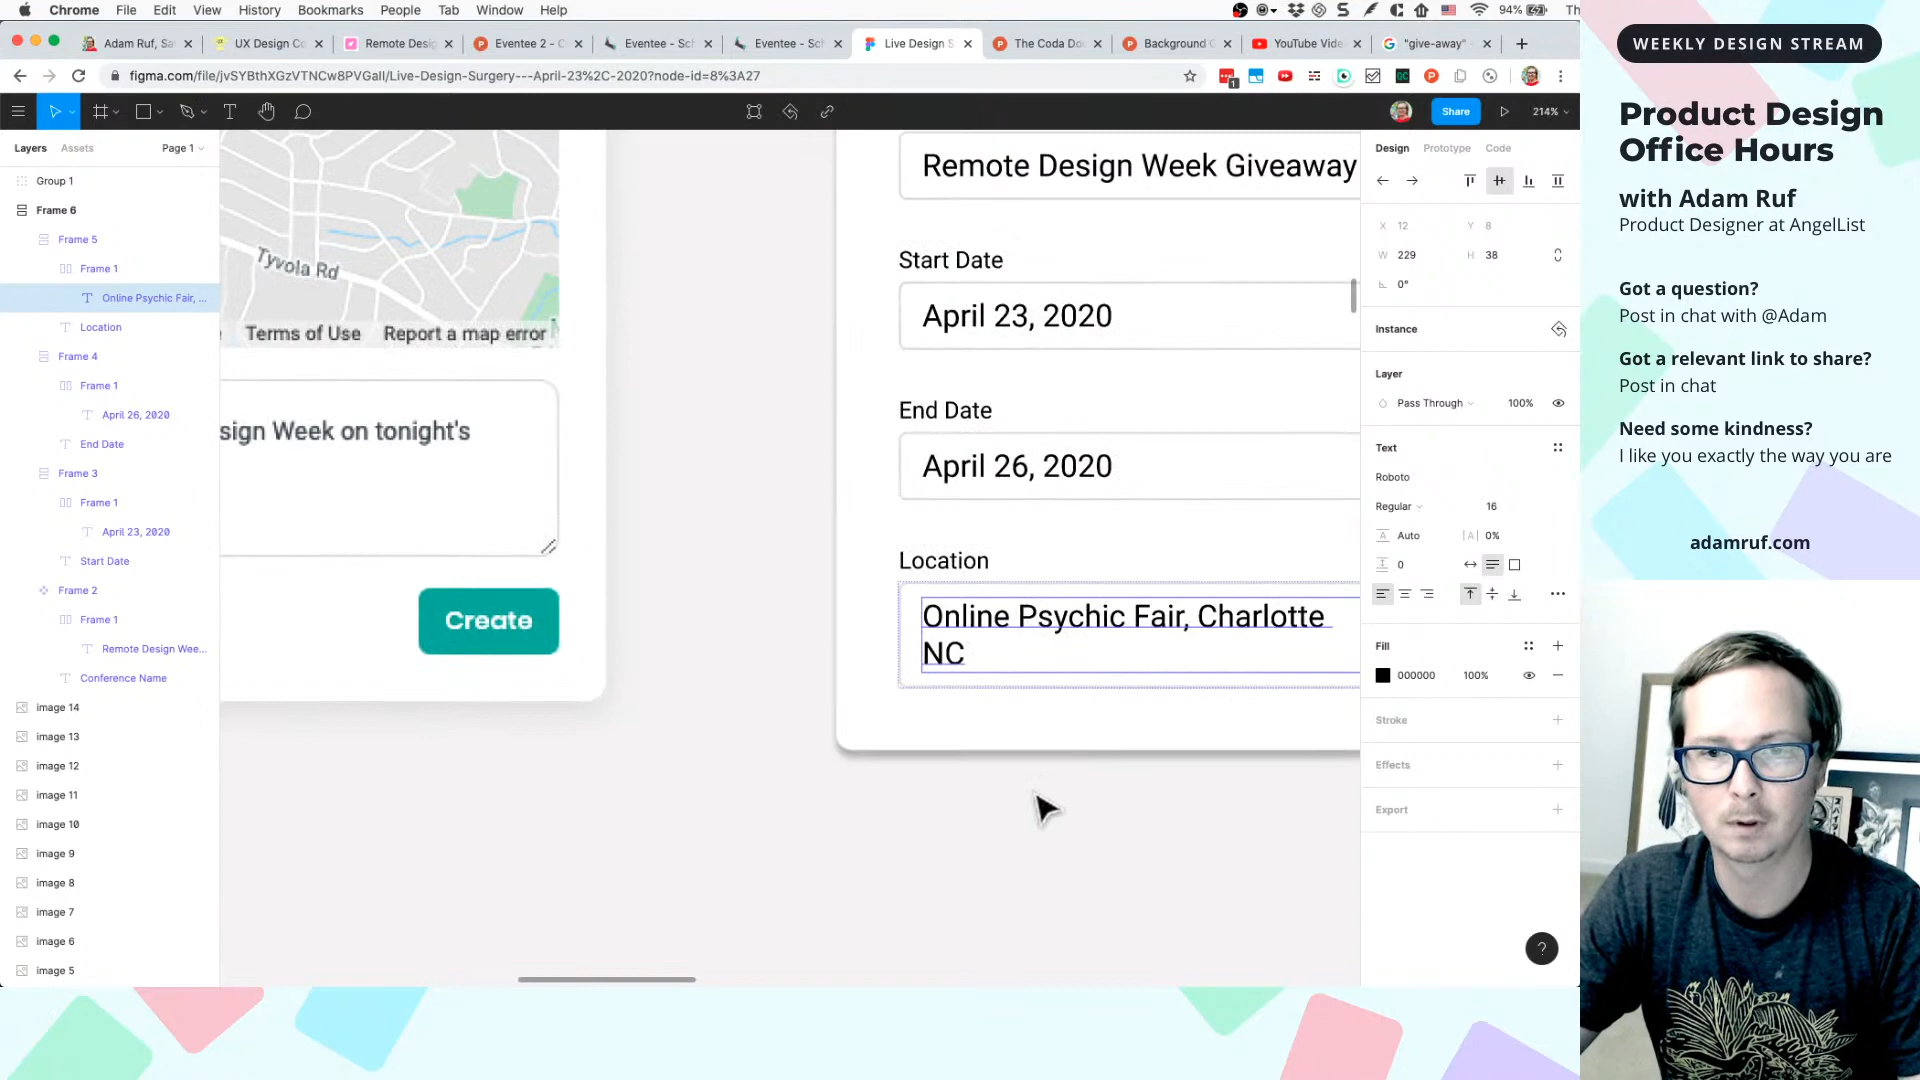 Chrome File Edit View History Bookmarks People Tab Window Help 94% Th
Adam Ruf, Sa
UX Design Co
Remote Desig
Eventee 2 - C
Eventee - Sch
Eventee - Sch
Live Design S
The Coda Do
Background C
YouTube Vide
"give-away" -
figma.com/file/jvSYBthXGzVTNCw8PVGaII/Live-Design-Surgery---April-23%2C-2020?node-id=8%3A27
Share
214%
Layers
Assets
Page 1
Group 1
Frame 6
Frame 5
Frame 1
Online Psychic Fair, ...
Location
Frame 4
Frame 1
April 26, 2020
End Date
Frame 3
Frame 1
April 23, 2020
Start Date
Frame 2
Frame 1
Remote Design Wee...
Conference Name
image 14
image 13
image 12
image 11
image 10
image 9
image 8
image 7
image 6
image 5
Tyvola Rd
Terms of Use
Report a map error
sign Week on tonight's
Create
Remote Design Week Giveaway
Start Date
April 23, 2020
End Date
April 26, 2020
Location
Online Psychic Fair, Charlotte
NC
Design
Prototype
Code
X 12
Y 8
W 229
H 38
0°
Instance
Layer
Pass Through
100%
Text
Roboto
Regular
16
Auto
0%
0
Fill
000000
100%
Stroke
Effects
Export
?
WEEKLY DESIGN STREAM
Product Design
Office Hours
with Adam Ruf
Product Designer at AngelList
Got a question?
Post in chat with @Adam
Got a relevant link to share?
Post in chat
Need some kindness?
I like you exactly the way you are
adamruf.com